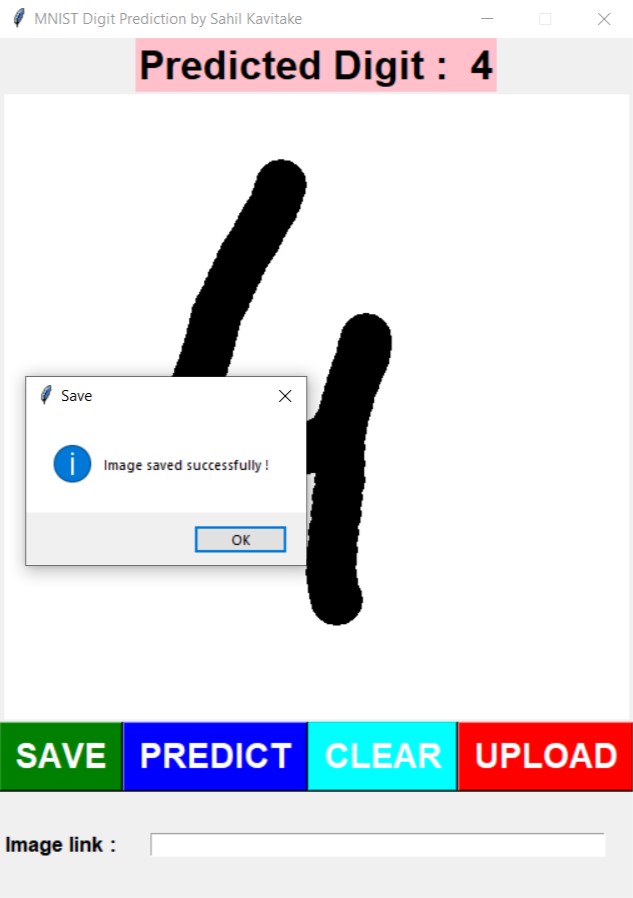 MNIST Digit Prediction by Sahil Kavitake
Predicted Digit : 4
4
Save
Image saved successfully !
OK
SAVE PREDICT CLEAR UPLOAD
Image link :